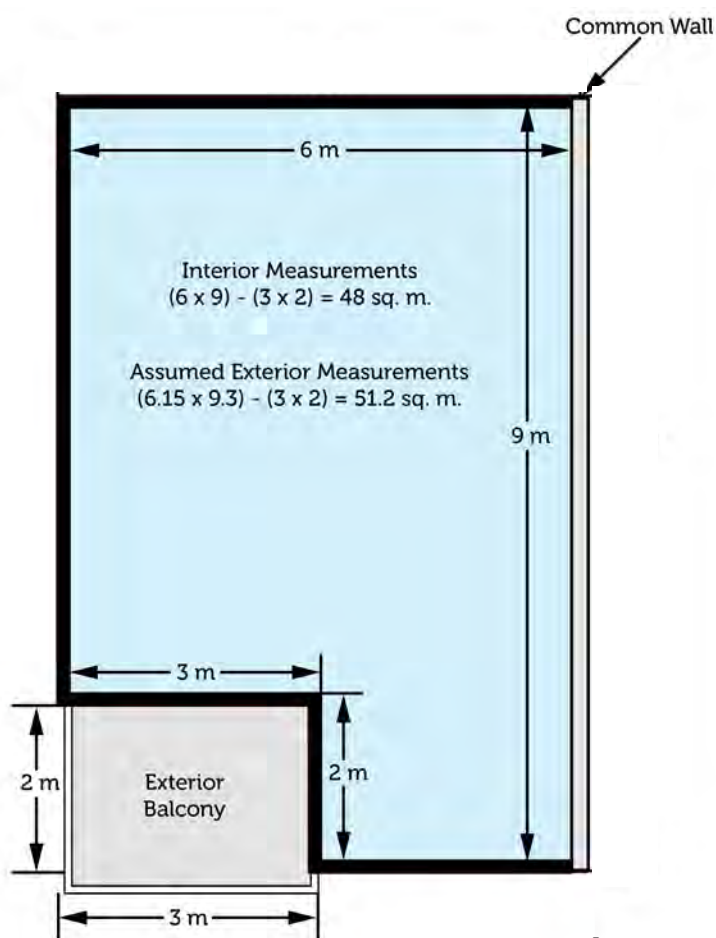 Common Wall
6 m
Interior Measurements
(6 x 9) - (3 x 2) = 48 sq. m.
Assumed Exterior Measurements
(6.15 x 9.3) - (3 x 2) = 51.2 sq. m.
9 m
3 m
2 m
Exterior
Balcony
2 m
3 m